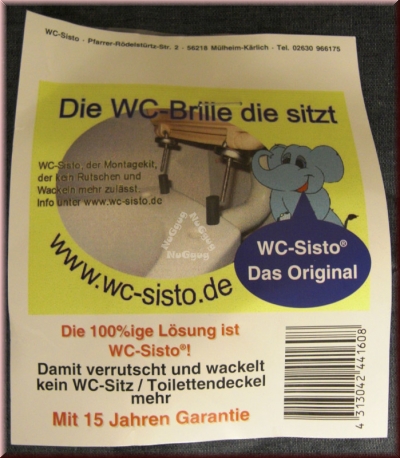 WC-Sisto - Pfarrer-Rödelstürtz-Str. 2 - 56218 Mülheim-Kärlich - Tel. 02630 966175
Die WC-Brille die sitzt
WC-Sisto, der Montagekit,
der kein Rutschen und
Wackeln mehr zulässt.
Info unter www.wc-sisto.de
NuGgug
NuGgug
NuGgug
www.wc-sisto.de
WC-Sisto®
Das Original
Die 100%ige Lösung ist
WC-Sisto®!
Damit verrutscht und wackelt
kein WC-Sitz / Toilettendeckel
mehr
Mit 15 Jahren Garantie
4 313042 441608